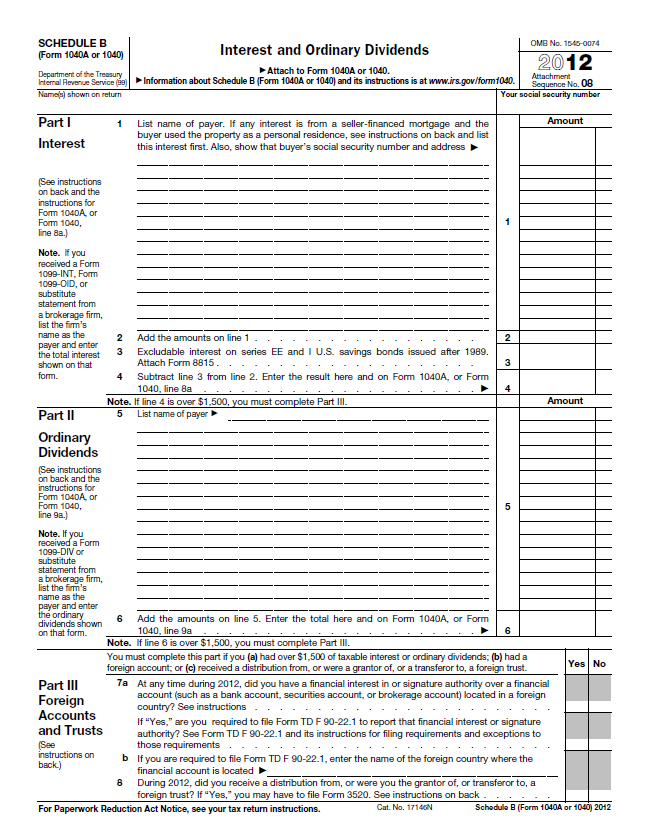 SCHEDULE B
(Form 1040A or 1040)
Department of the Treasury
Internal Revenue Service (99)
Interest and Ordinary Dividends
▶ Attach to Form 1040A or 1040.
▶ Information about Schedule B (Form 1040A or 1040) and its instructions is at www.irs.gov/form1040.
OMB No. 1545-0074
2012
Attachment
Sequence No. 08
Name(s) shown on return
Your social security number
Part I
Interest
(See instructions
on back and the
instructions for
Form 1040A, or
Form 1040,
line 8a.)
Note. If you
received a Form
1099-INT, Form
1099-OID, or
substitute
statement from
a brokerage firm,
list the firm's
name as the
payer and enter
the total interest
shown on that
form.
1 List name of payer. If any interest is from a seller-financed mortgage and the
buyer used the property as a personal residence, see instructions on back and list
this interest first. Also, show that buyer's social security number and address ▶
Amount
1
2 Add the amounts on line 1 . . . . . . . . . . . . . . . . . . 2
3 Excludable interest on series EE and I U.S. savings bonds issued after 1989.
Attach Form 8815 . . . . . . . . . . . . . . . . . . . . . 3
4 Subtract line 3 from line 2. Enter the result here and on Form 1040A, or Form
1040, line 8a . . . . . . . . . . . . . . . . . . . . . . ▶ 4
Note. If line 4 is over $1,500, you must complete Part III.
Amount
Part II
Ordinary
Dividends
(See instructions
on back and the
instructions for
Form 1040A, or
Form 1040,
line 9a.)
Note. If you
received a Form
1099-DIV or
substitute
statement from
a brokerage firm,
list the firm's
name as the
payer and enter
the ordinary
dividends shown
on that form.
5 List name of payer ▶
5
6 Add the amounts on line 5. Enter the total here and on Form 1040A, or Form
1040, line 9a . . . . . . . . . . . . . . . . . . . . . . ▶ 6
Note. If line 6 is over $1,500, you must complete Part III.
You must complete this part if you (a) had over $1,500 of taxable interest or ordinary dividends; (b) had a
foreign account; or (c) received a distribution from, or were a grantor of, or a transferor to, a foreign trust.
Yes No
Part III
Foreign
Accounts
and Trusts
(See
instructions on
back.)
7a At any time during 2012, did you have a financial interest in or signature authority over a financial
account (such as a bank account, securities account, or brokerage account) located in a foreign
country? See instructions . . . . . . . . . . . . . . . . . . . . . .
If "Yes," are you required to file Form TD F 90-22.1 to report that financial interest or signature
authority? See Form TD F 90-22.1 and its instructions for filing requirements and exceptions to
those requirements . . . . . . . . . . . . . . . . . . . . . . . .
b If you are required to file Form TD F 90-22.1, enter the name of the foreign country where the
financial account is located ▶
8 During 2012, did you receive a distribution from, or were you the grantor of, or transferor to, a
foreign trust? If "Yes," you may have to file Form 3520. See instructions on back . . . . . .
For Paperwork Reduction Act Notice, see your tax return instructions.
Cat. No. 17146N
Schedule B (Form 1040A or 1040) 2012